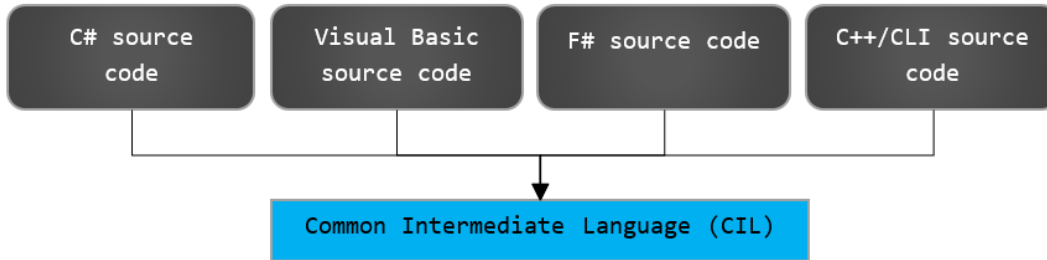 C# source
code
Visual Basic
source code
F# source code
C++/CLI source
code
Common Intermediate Language (CIL)